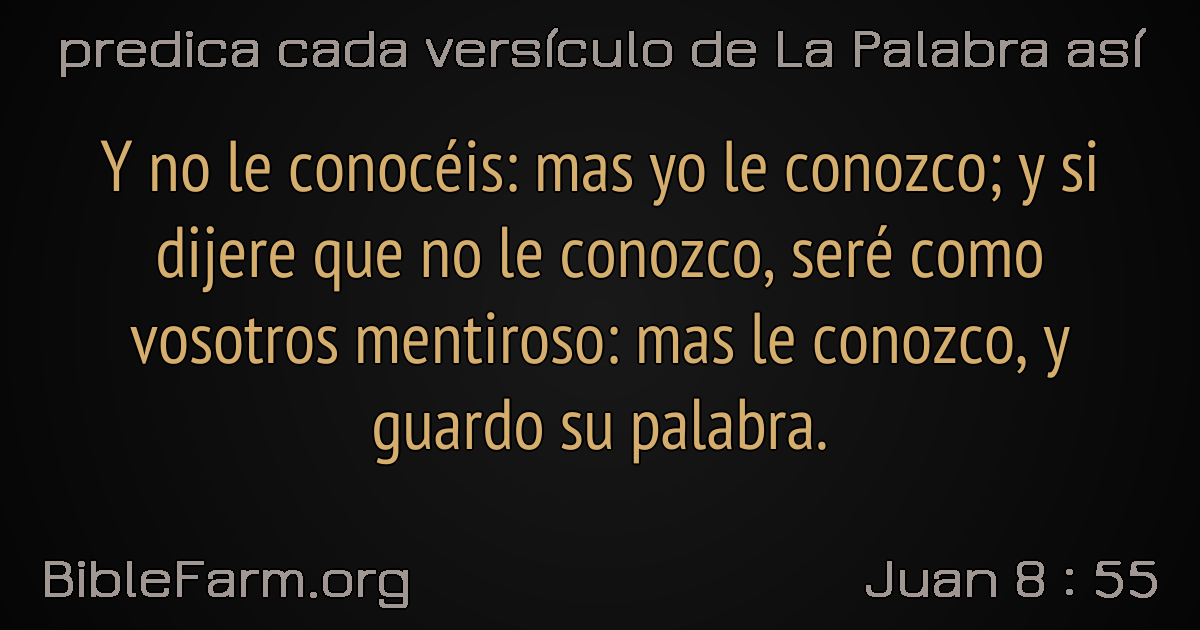 predica cada versículo de La Palabra así
Y no le conocéis: mas yo le conozco; y si
dijere que no le conozco, seré como
vosotros mentiroso: mas le conozco, y
guardo su palabra.
BibleFarm.org
Juan 8 : 55